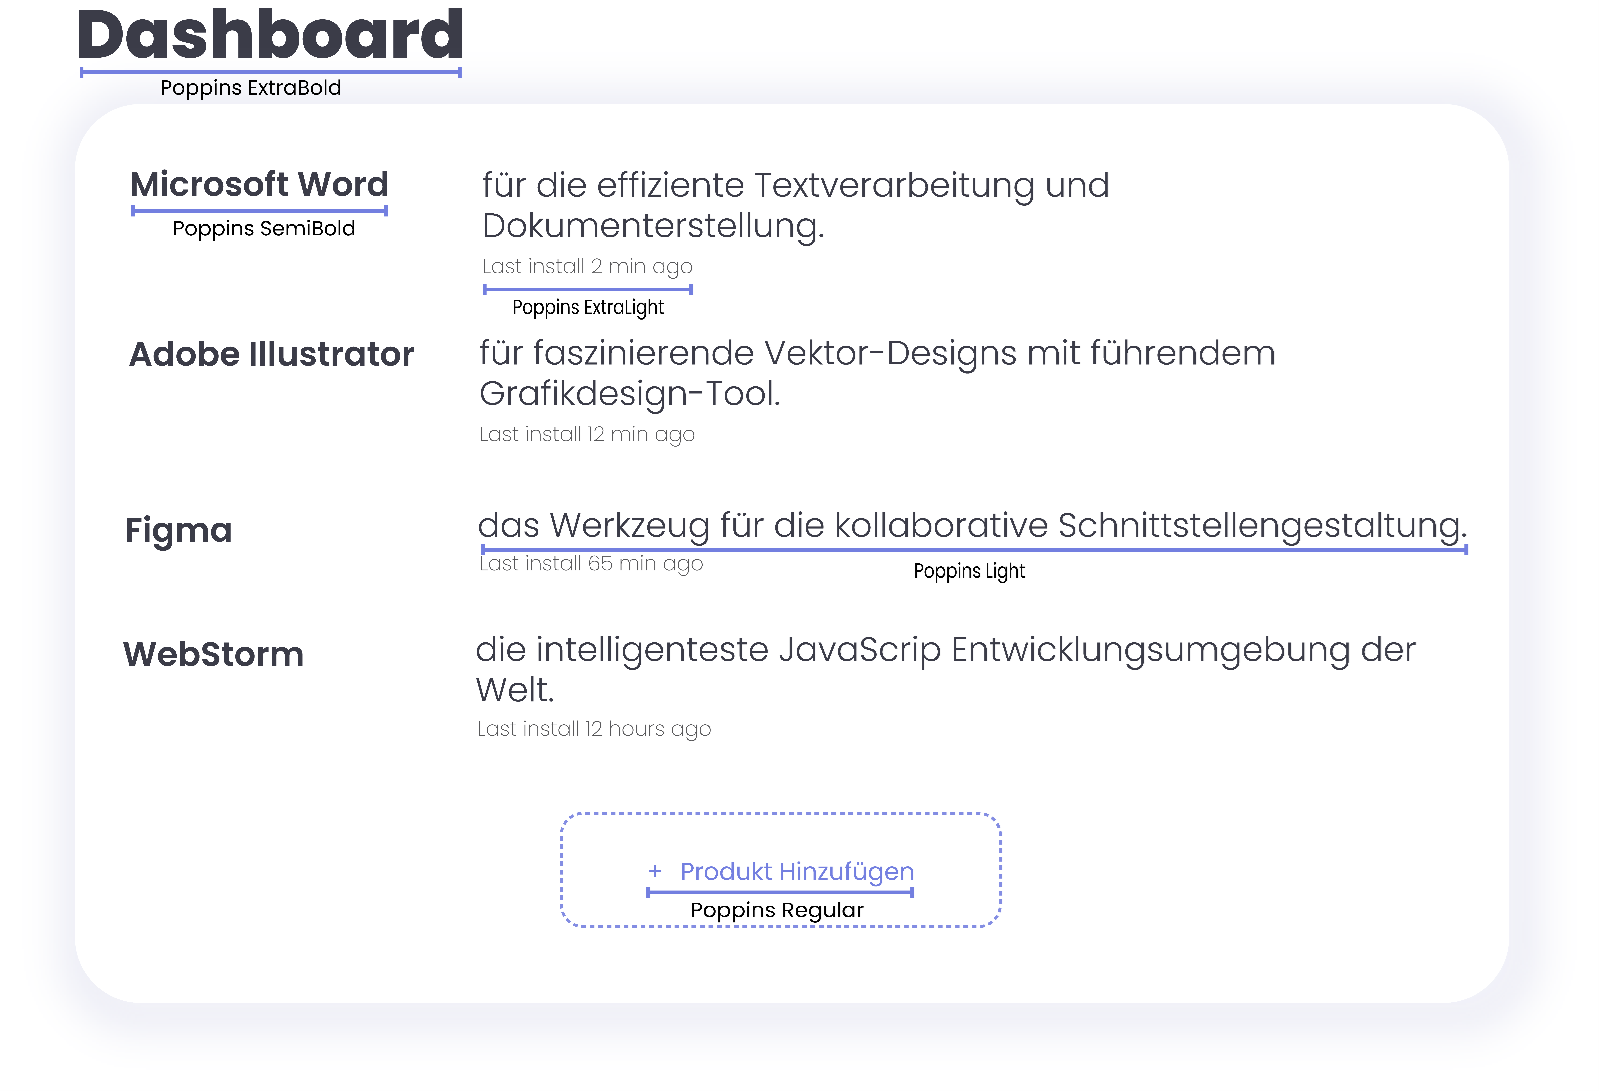 Dashboard
Poppins ExtraBold
Microsoft Word
Poppins SemiBold
für die effiziente Textverarbeitung und
Dokumenterstellung.
Last install 2 min ago
Poppins ExtraLight
Adobe Illustrator
für faszinierende Vektor-Designs mit führendem
Grafikdesign-Tool.
Last install 12 min ago
Figma
das Werkzeug für die kollaborative Schnittstellengestaltung.
Last install 65 min ago
Poppins Light
WebStorm
die intelligenteste JavaScrip Entwicklungsumgebung der
Welt.
Last install 12 hours ago
+ Produkt Hinzufügen
Poppins Regular